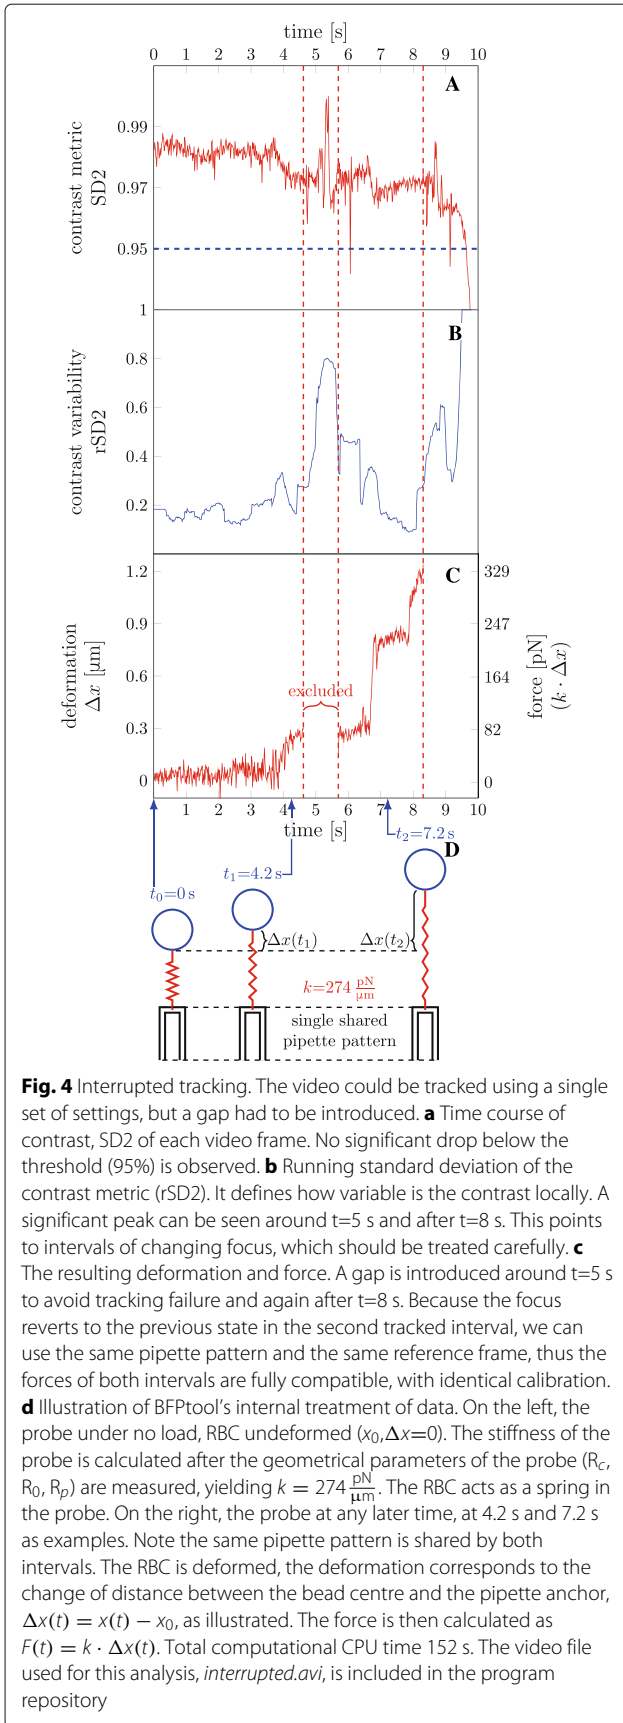 time [s]
0 1 2 3 4 5 6 7 8 9 10
A
0.99
0.97
0.95
contrast metric
SD2
1
B
0.8
0.6
0.4
0.2
contrast variability
rSD2
1.2
C
329
0.9
247
0.6
164
0.3
82
0
0
deformation
Δx [μm]
force [pN]
(k · Δx)
excluded
1 2 3 4 5 6 7 8 9 10
time [s]
t₂=7.2 s
D
t₁=4.2 s
t₀=0 s
Δx(t₁)
Δx(t₂)
k=274 pN/μm
single shared
pipette pattern
Fig. 4 Interrupted tracking. The video could be tracked using a single
set of settings, but a gap had to be introduced. a Time course of
contrast, SD2 of each video frame. No significant drop below the
threshold (95%) is observed. b Running standard deviation of the
contrast metric (rSD2). It defines how variable is the contrast locally. A
significant peak can be seen around t=5 s and after t=8 s. This points
to intervals of changing focus, which should be treated carefully. c
The resulting deformation and force. A gap is introduced around t=5 s
to avoid tracking failure and again after t=8 s. Because the focus
reverts to the previous state in the second tracked interval, we can
use the same pipette pattern and the same reference frame, thus the
forces of both intervals are fully compatible, with identical calibration.
d Illustration of BFPtool's internal treatment of data. On the left, the
probe under no load, RBC undeformed (x₀,Δx=0). The stiffness of the
probe is calculated after the geometrical parameters of the probe (R_c,
R₀, R_p) are measured, yielding k = 274 pN/μm. The RBC acts as a spring in
the probe. On the right, the probe at any later time, at 4.2 s and 7.2 s
as examples. Note the same pipette pattern is shared by both
intervals. The RBC is deformed, the deformation corresponds to the
change of distance between the bead centre and the pipette anchor,
Δx(t) = x(t) − x₀, as illustrated. The force is then calculated as
F(t) = k · Δx(t). Total computational CPU time 152 s. The video file
used for this analysis, interrupted.avi, is included in the program
repository